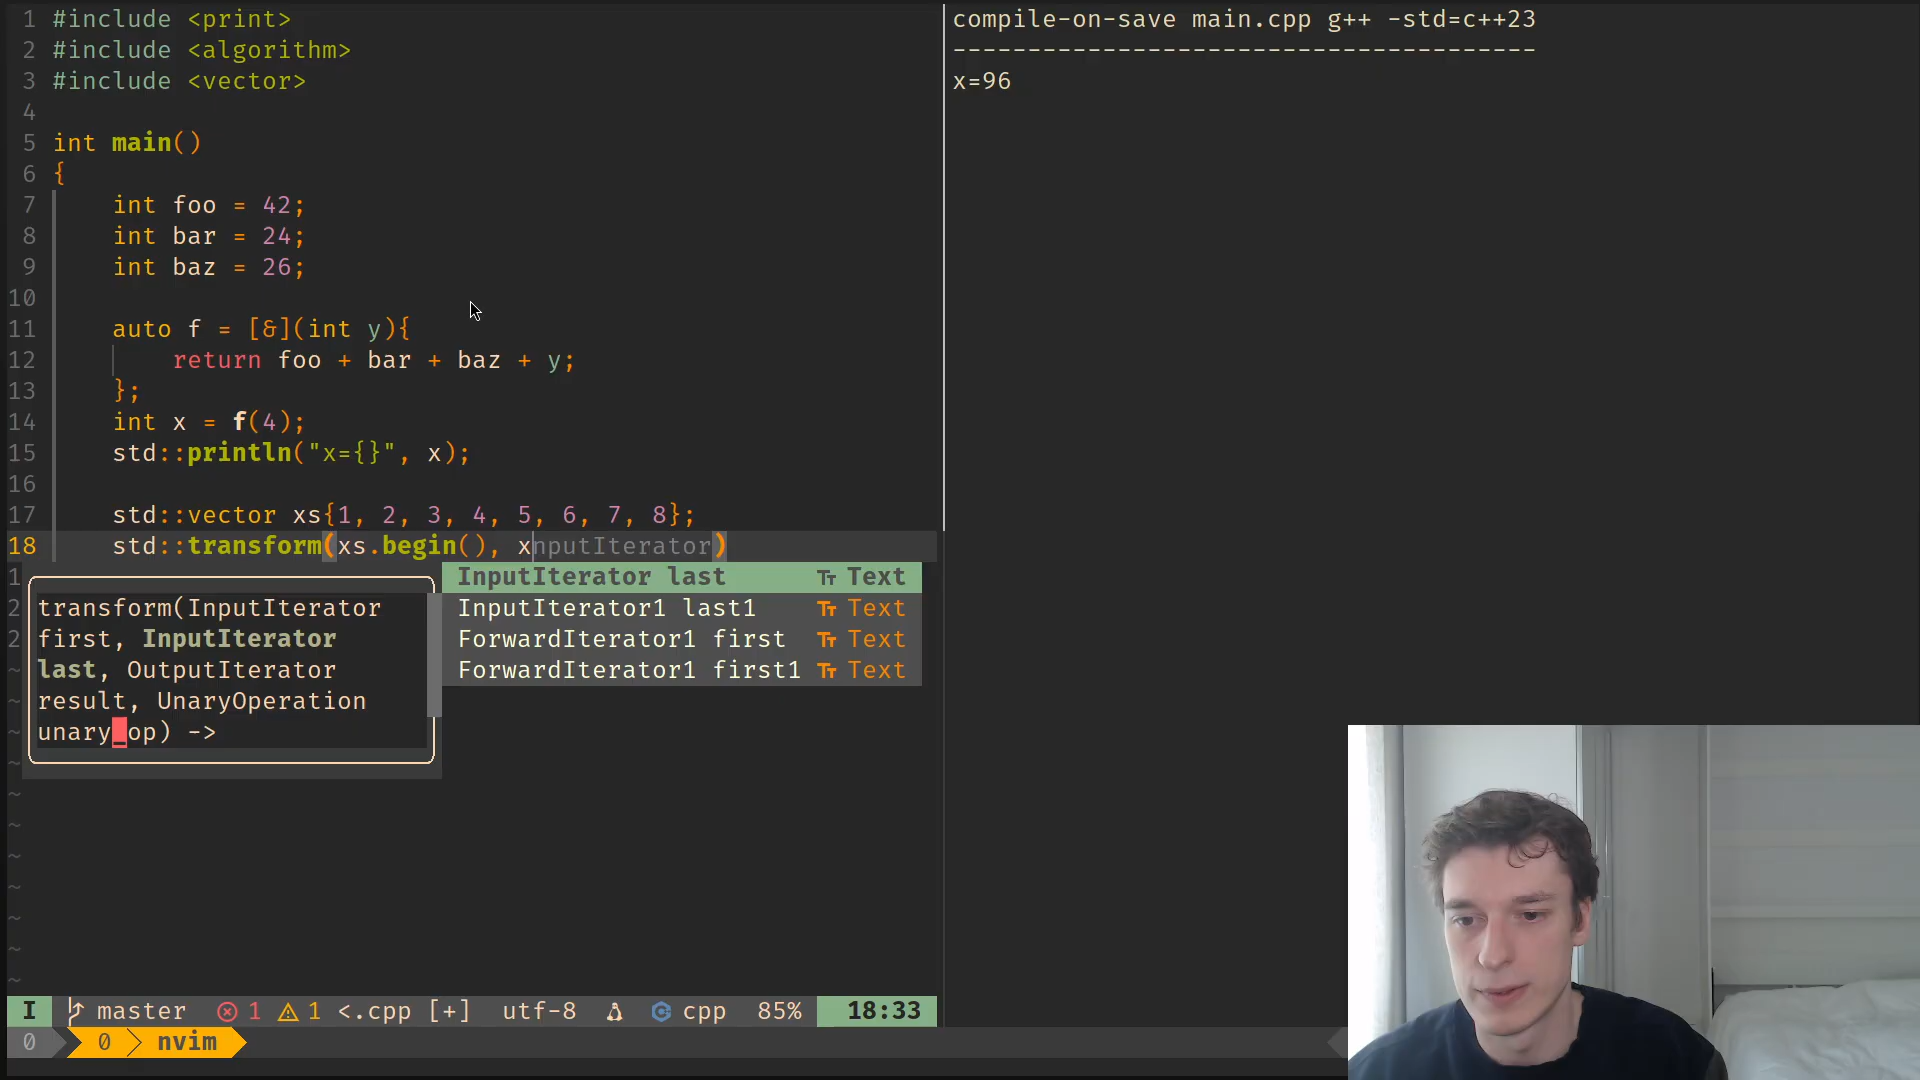 1 #include <print>
2 #include <algorithm>
3 #include <vector>
4
5 int main()
6 {
7 int foo = 42;
8 int bar = 24;
9 int baz = 26;
10
11 auto f = [&](int y){
12 return foo + bar + baz + y;
13 };
14 int x = f(4);
15 std::println("x={}", x);
16
17 std::vector xs{1, 2, 3, 4, 5, 6, 7, 8};
18 std::transform(xs.begin(), xnputIterator)
1
2
2
transform(InputIterator
first, InputIterator
last, OutputIterator
result, UnaryOperation
unary_op) ->
InputIterator last Text
InputIterator1 last1 Text
ForwardIterator1 first Text
ForwardIterator1 first1 Text
~
~
~
~
~
~
~
~
~
~
~
I master 1 1 <.cpp [+] utf-8 cpp 85% 18:33
0 0 nvim
compile-on-save main.cpp g++ -std=c++23
---------------------------------------
x=96